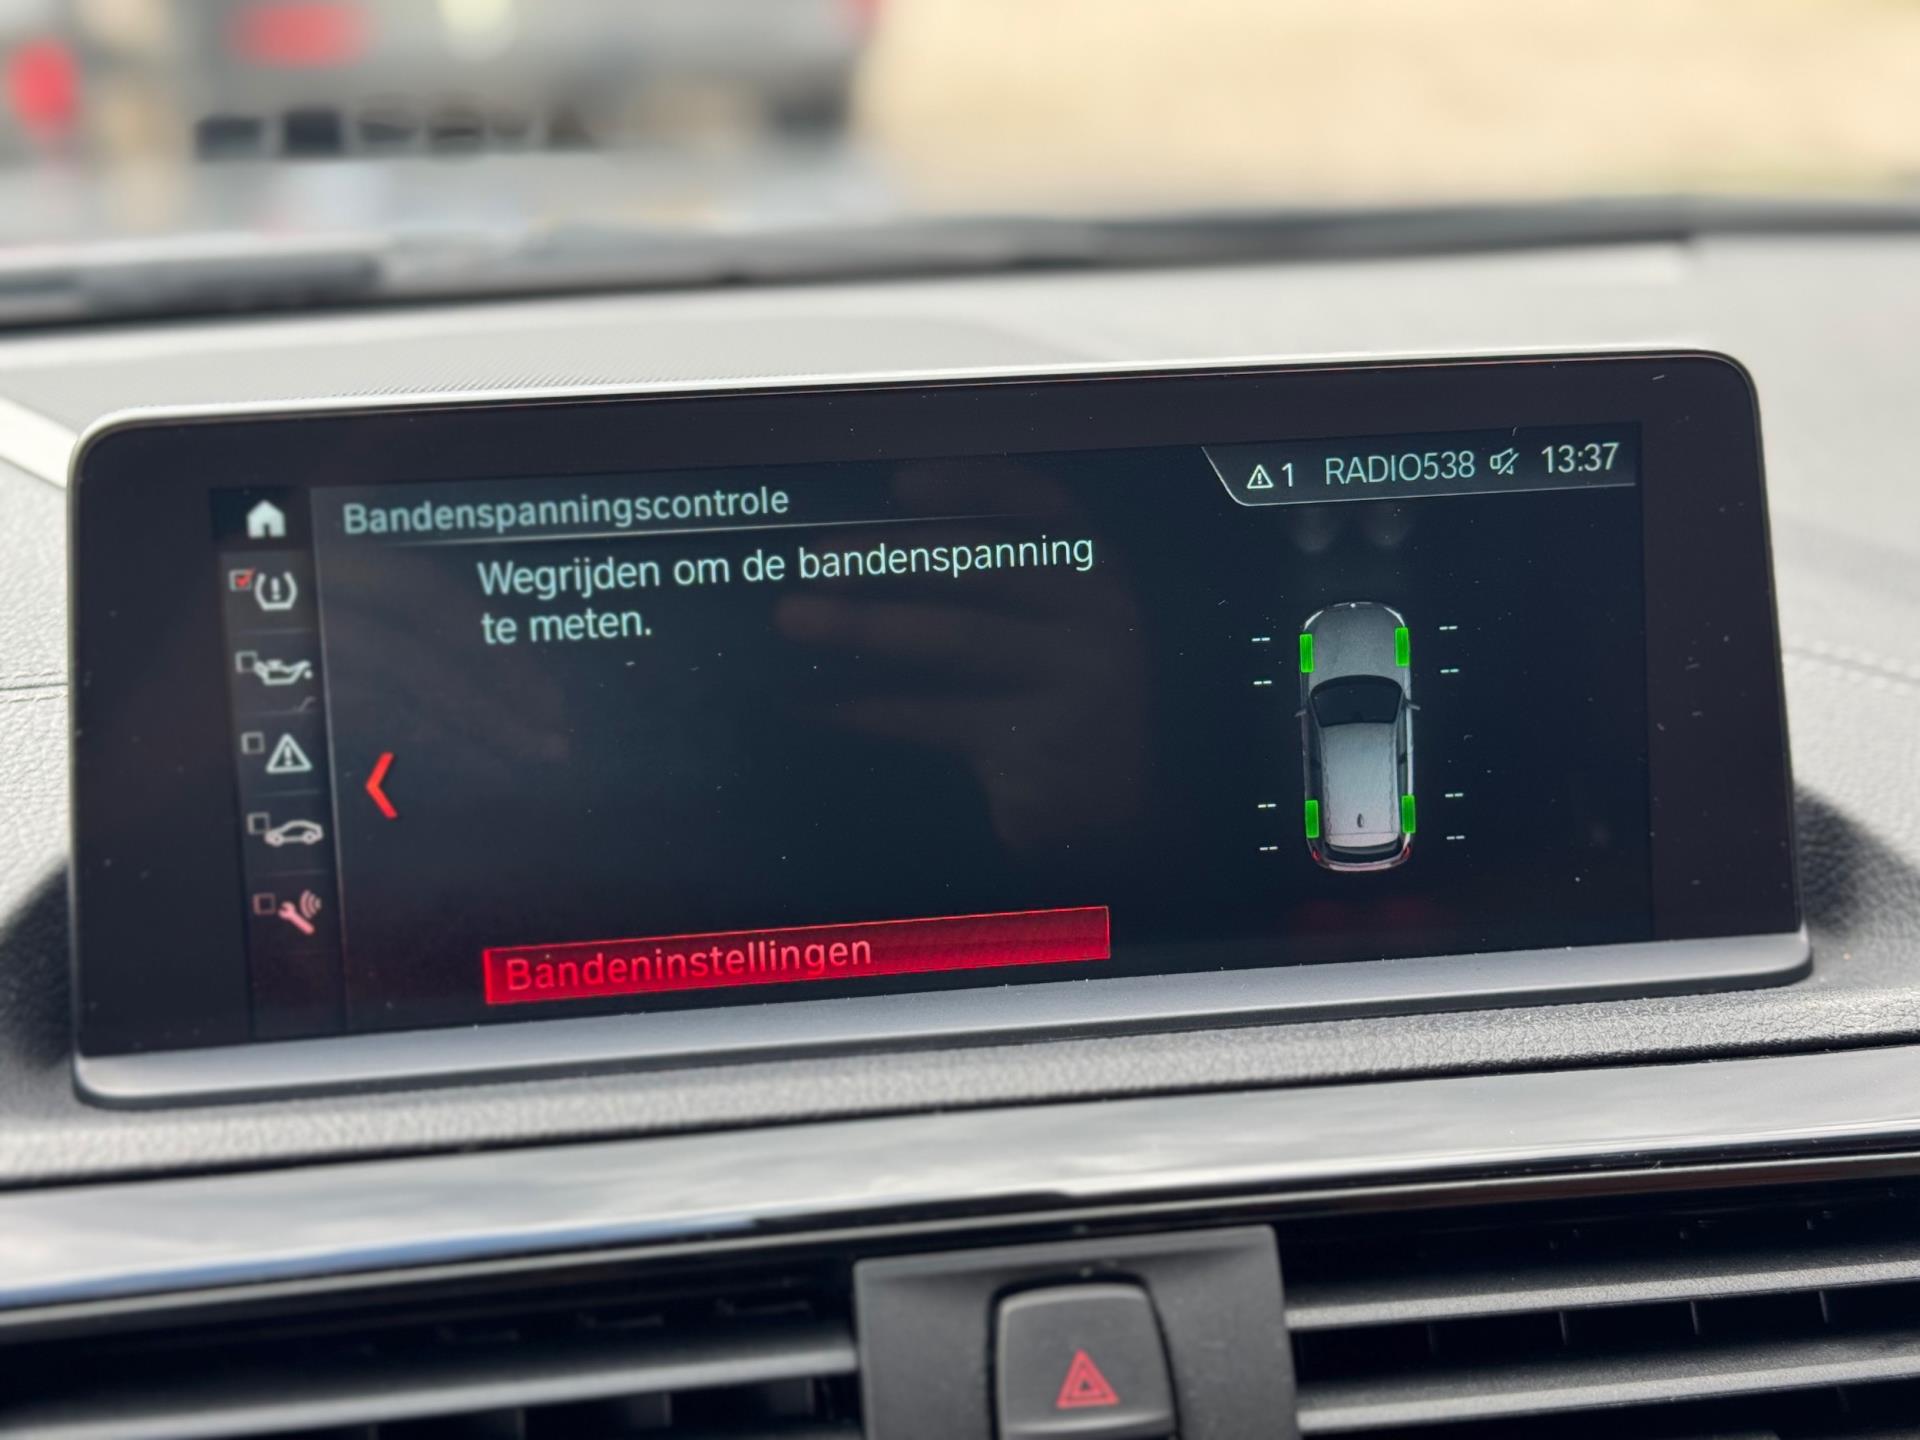 Bandenspanningscontrole
1 RADIO538 13:37
Wegrijden om de bandenspanning
te meten.
-- --
-- --
-- --
-- --
Bandeninstellingen